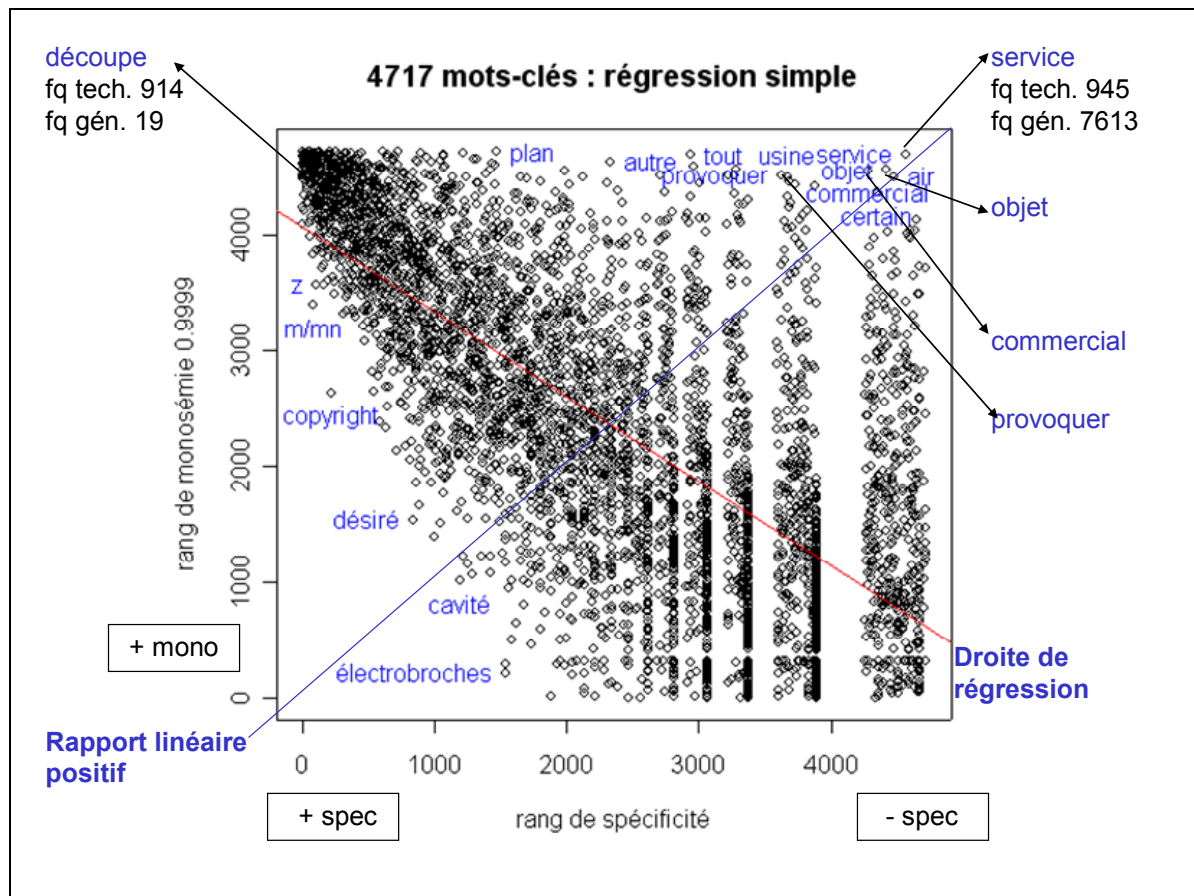 découpe
fq tech. 914
fq gén. 19
4717 mots-clés : régression simple
service
fq tech. 945
fq gén. 7613
plan
autre
tout
usine
service
provoquer
objet
air
commercial
certain
objet
z
m/mn
commercial
copyright
provoquer
désiré
cavité
électrobroches
rang de monosémie 0.9999
4000
3000
2000
1000
0
+ mono
Droite de
régression
Rapport linéaire
positif
0 1000 2000 3000 4000
+ spec
rang de spécificité
- spec